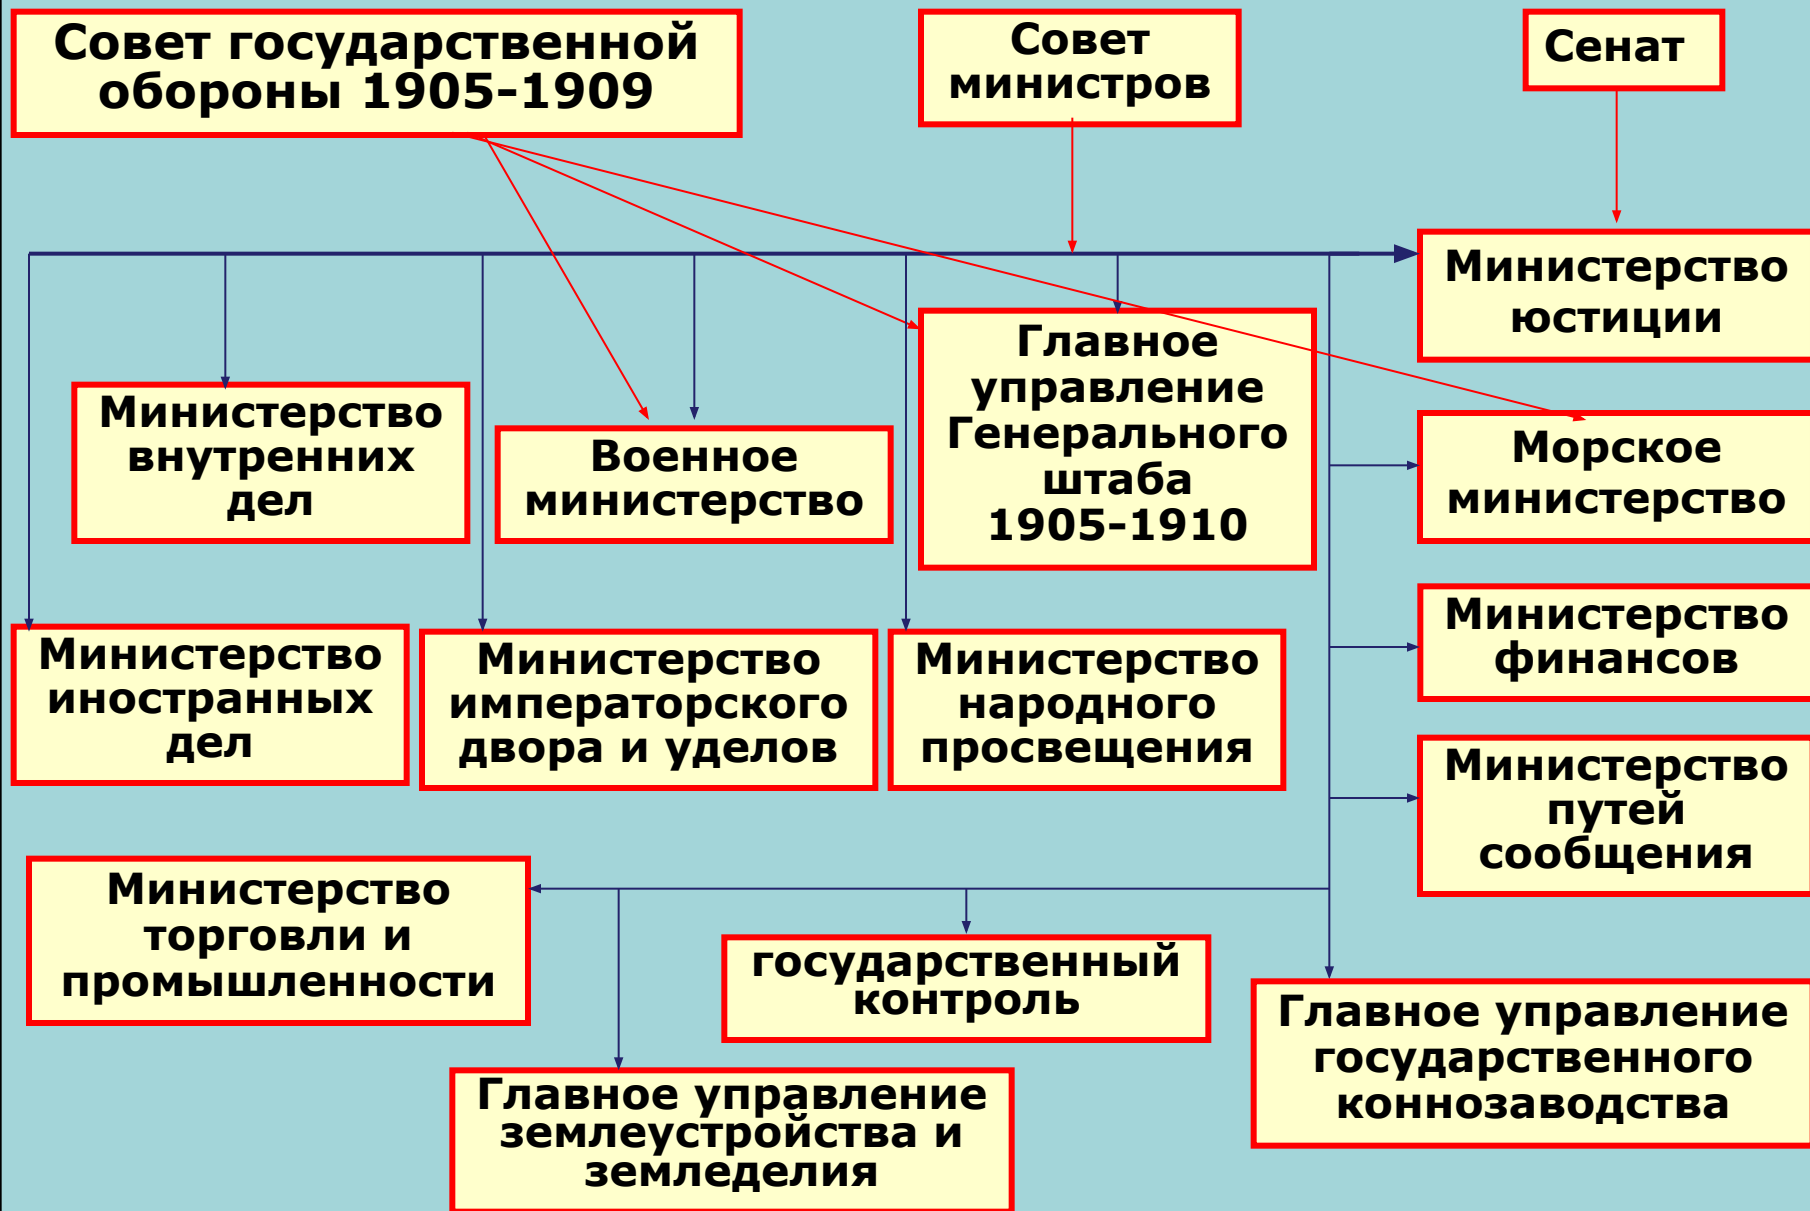 Совет государственной
обороны 1905-1909
Совет
министров
Сенат
Министерство
юстиции
Главное
управление
Генерального
штаба
1905-1910
Министерство
внутренних
дел
Военное
министерство
Морское
министерство
Министерство
иностранных
дел
Министерство
императорского
двора и уделов
Министерство
народного
просвещения
Министерство
финансов
Министерство
путей
сообщения
Министерство
торговли и
промышленности
государственный
контроль
Главное управление
государственного
коннозаводства
Главное управление
землеустройства и
земледелия